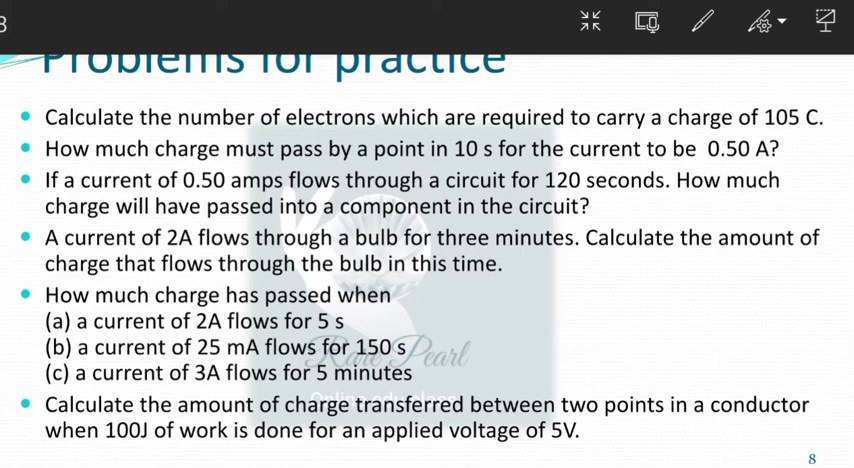 3
Problems for practice
• Calculate the number of electrons which are required to carry a charge of 105 C.
• How much charge must pass by a point in 10 s for the current to be 0.50 A?
• If a current of 0.50 amps flows through a circuit for 120 seconds. How much
charge will have passed into a component in the circuit?
• A current of 2A flows through a bulb for three minutes. Calculate the amount of
charge that flows through the bulb in this time.
• How much charge has passed when
(a) a current of 2A flows for 5 s
(b) a current of 25 mA flows for 150 s
Rare Pearl
(c) a current of 3A flows for 5 minutes
• Calculate the amount of charge transferred between two points in a conductor
when 100J of work is done for an applied voltage of 5V.
8